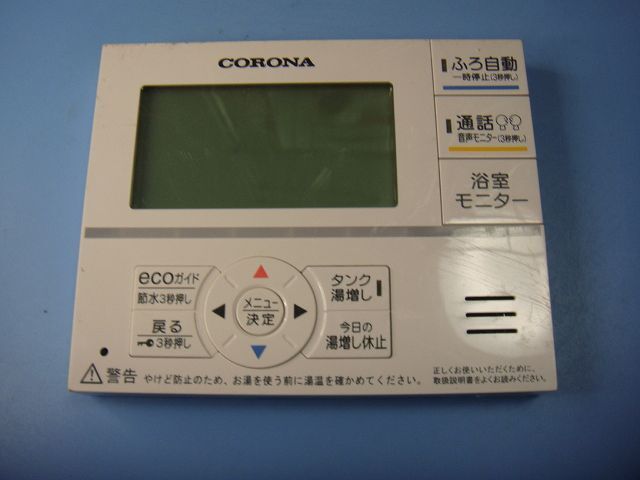 CORONA
ふろ自動
一時停止(3秒押し)
通話
音声モニター(3秒押し)
浴室
モニター
ecoガイド
節水3秒押し
戻る
3秒押し
メニュー
決定
タンク
湯増し
今日の
湯増し休止
警告 やけど防止のため、お湯を使う前に湯温を確かめてください。
正しくお使いいただくために、
取扱説明書をよくお読みください。